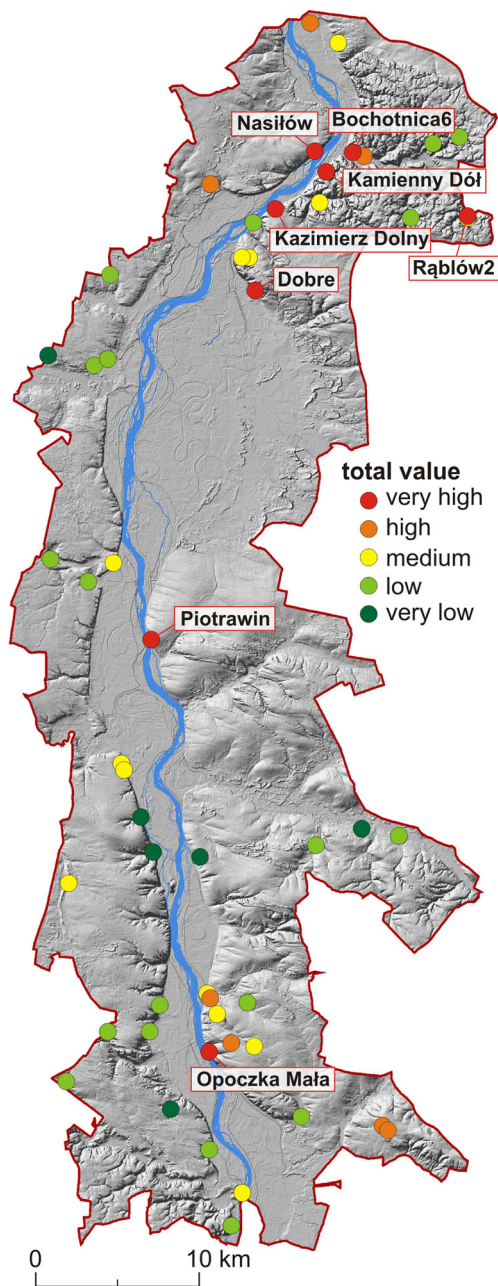 Nasiłów
Bochotnica6
Kamienny Dół
Kazimierz Dolny
Rąblów2
Dobre
total value
very high
high
medium
low
very low
Piotrawin
Opoczka Mała
0 10 km